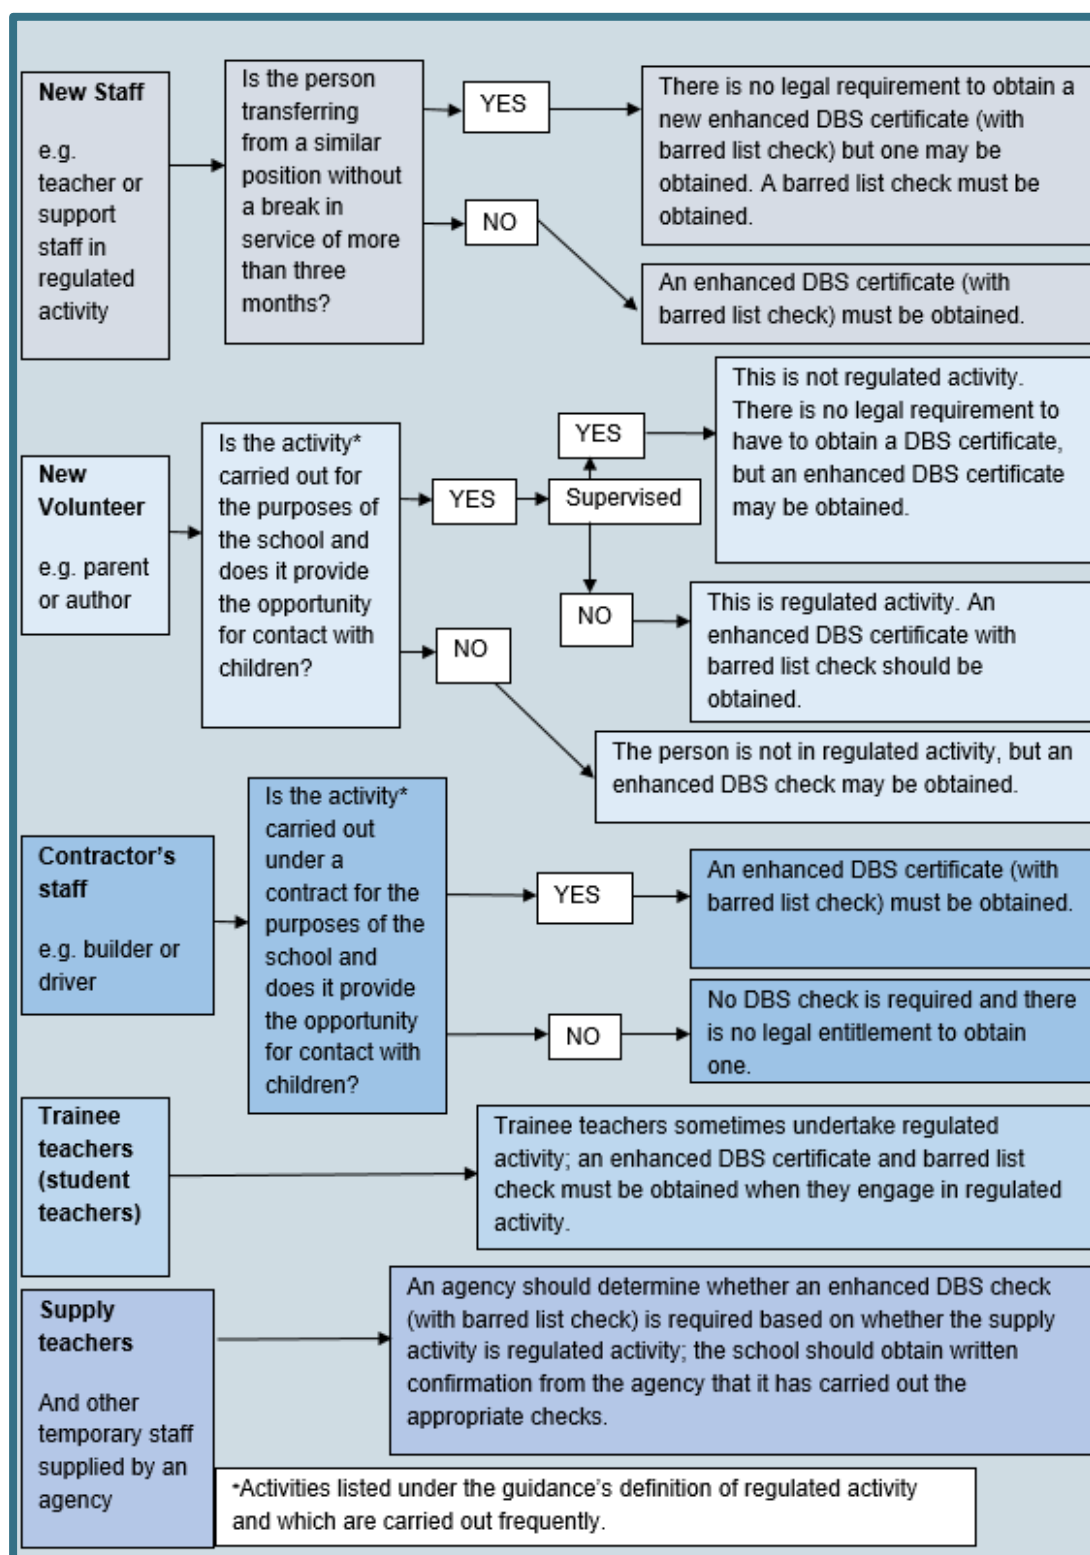 New Staff
e.g.
teacher or
support
staff in
regulated
activity
Is the person
transferring
from a similar
position without
a break in
service of more
than three
months?
YES
There is no legal requirement to obtain a
new enhanced DBS certificate (with
barred list check) but one may be
obtained. A barred list check must be
obtained.
NO
An enhanced DBS certificate (with
barred list check) must be obtained.
New
Volunteer
e.g. parent
or author
Is the activity*
carried out for
the purposes of
the school and
does it provide
the opportunity
for contact with
children?
YES
Supervised
YES
This is not regulated activity.
There is no legal requirement to
have to obtain a DBS certificate,
but an enhanced DBS certificate
may be obtained.
NO
This is regulated activity. An
enhanced DBS certificate with
barred list check should be
obtained.
NO
The person is not in regulated activity, but an
enhanced DBS check may be obtained.
Contractor's
staff
e.g. builder or
driver
Is the activity*
carried out
under a
contract for the
purposes of the
school and
does it provide
the opportunity
for contact with
children?
YES
An enhanced DBS certificate (with
barred list check) must be obtained.
NO
No DBS check is required and there
is no legal entitlement to obtain
one.
Trainee
teachers
(student
teachers)
Trainee teachers sometimes undertake regulated
activity; an enhanced DBS certificate and barred list
check must be obtained when they engage in regulated
activity.
Supply
teachers
And other
temporary staff
supplied by an
agency
An agency should determine whether an enhanced DBS check
(with barred list check) is required based on whether the supply
activity is regulated activity; the school should obtain written
confirmation from the agency that it has carried out the
appropriate checks.
*Activities listed under the guidance's definition of regulated activity
and which are carried out frequently.